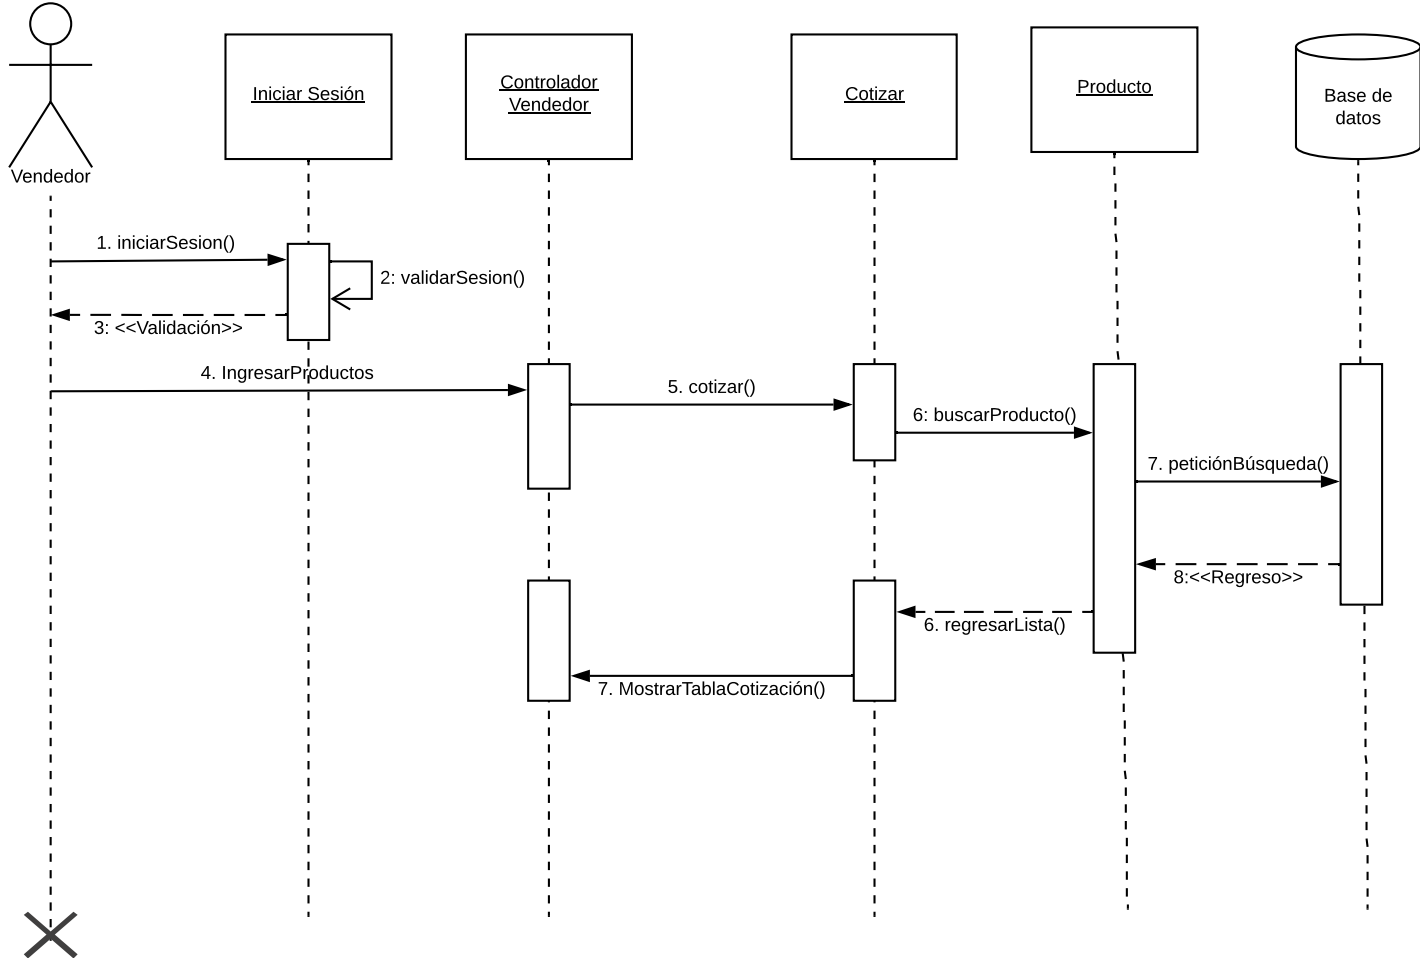 Vendedor
Iniciar Sesión
Controlador
Vendedor
Cotizar
Producto
Base de
datos
1. iniciarSesion()
2: validarSesion()
3: <<Validación>>
4. IngresarProductos
5. cotizar()
6: buscarProducto()
7. peticiónBúsqueda()
8:<<Regreso>>
6. regresarLista()
7. MostrarTablaCotización()